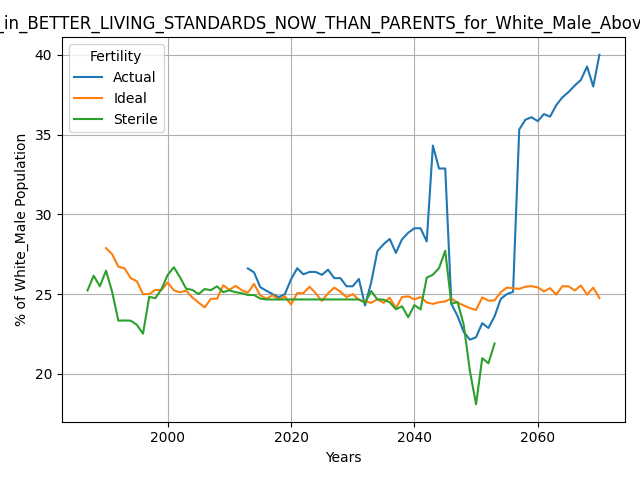 _in_BETTER_LIVING_STANDARDS_NOW_THAN_PARENTS_for_White_Male_Abov
Fertility
Actual
Ideal
Sterile
% of White_Male Population
40
35
30
25
20
2000
2020
2040
2060
Years